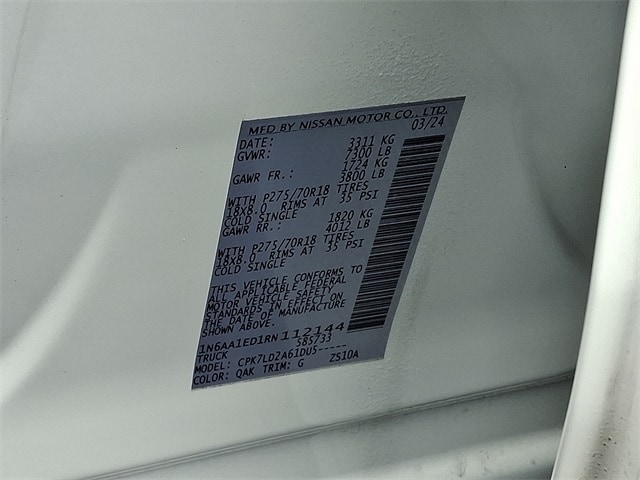 MFD BY NISSAN MOTOR CO., LTD.
DATE: 03/24
GVWR: 3311 KG
7300 LB
GAWR FR.: 1724 KG
3800 LB
WITH P275/70R18 TIRES
18X8.0 RIMS AT 35 PSI
COLD SINGLE
GAWR RR.: 1820 KG
4012 LB
WITH P275/70R18 TIRES
18X8.0 RIMS AT 35 PSI
COLD SINGLE
THIS VEHICLE CONFORMS TO
ALL APPLICABLE FEDERAL
MOTOR VEHICLE SAFETY
STANDARDS IN EFFECT ON
THE DATE OF MANUFACTURE
SHOWN ABOVE.
1N6AA1ED1RN112144
TRUCK 585733
MODEL: CPK7LDZA61DU5-----
COLOR: QAK TRIM: G ZS10A